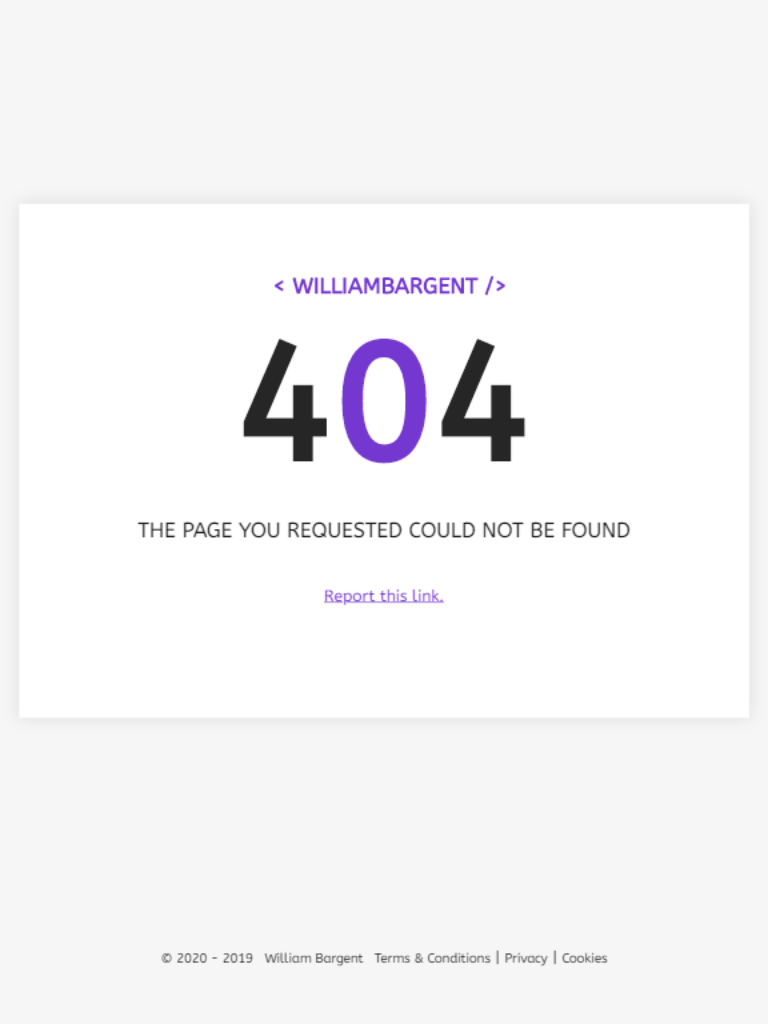 < WILLIAMBARGENT />
404
THE PAGE YOU REQUESTED COULD NOT BE FOUND
Report this link.
© 2020 - 2019 William Bargent Terms & Conditions | Privacy | Cookies